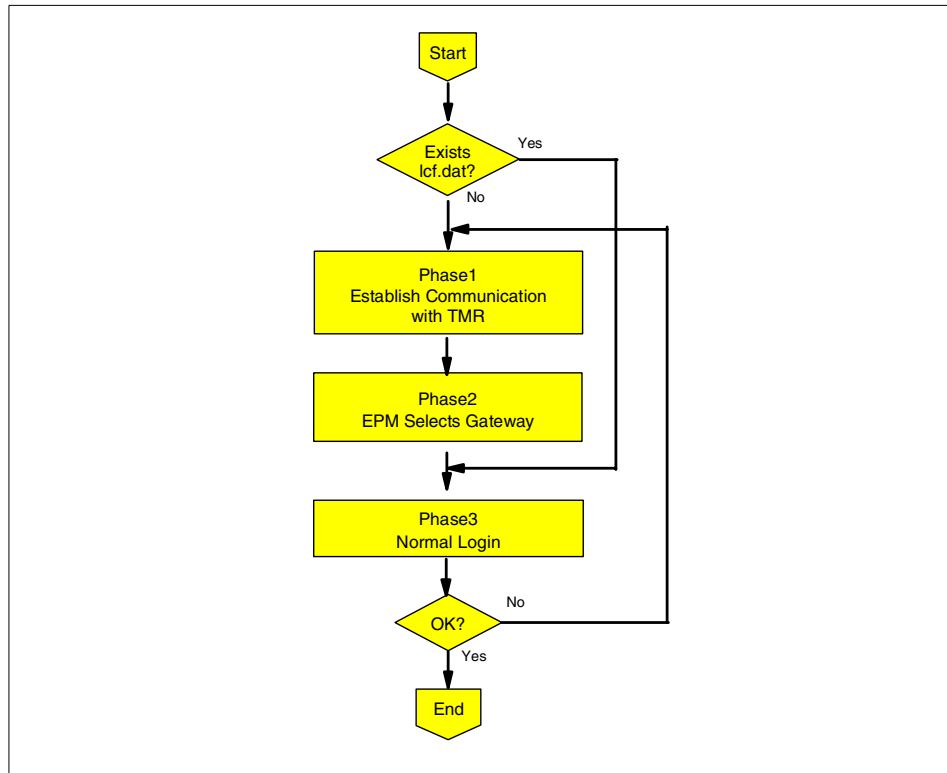 Start
Exists
lcf.dat?
Yes
No
Phase1
Establish Communication
with TMR
Phase2
EPM Selects Gateway
Phase3
Normal Login
OK?
No
Yes
End